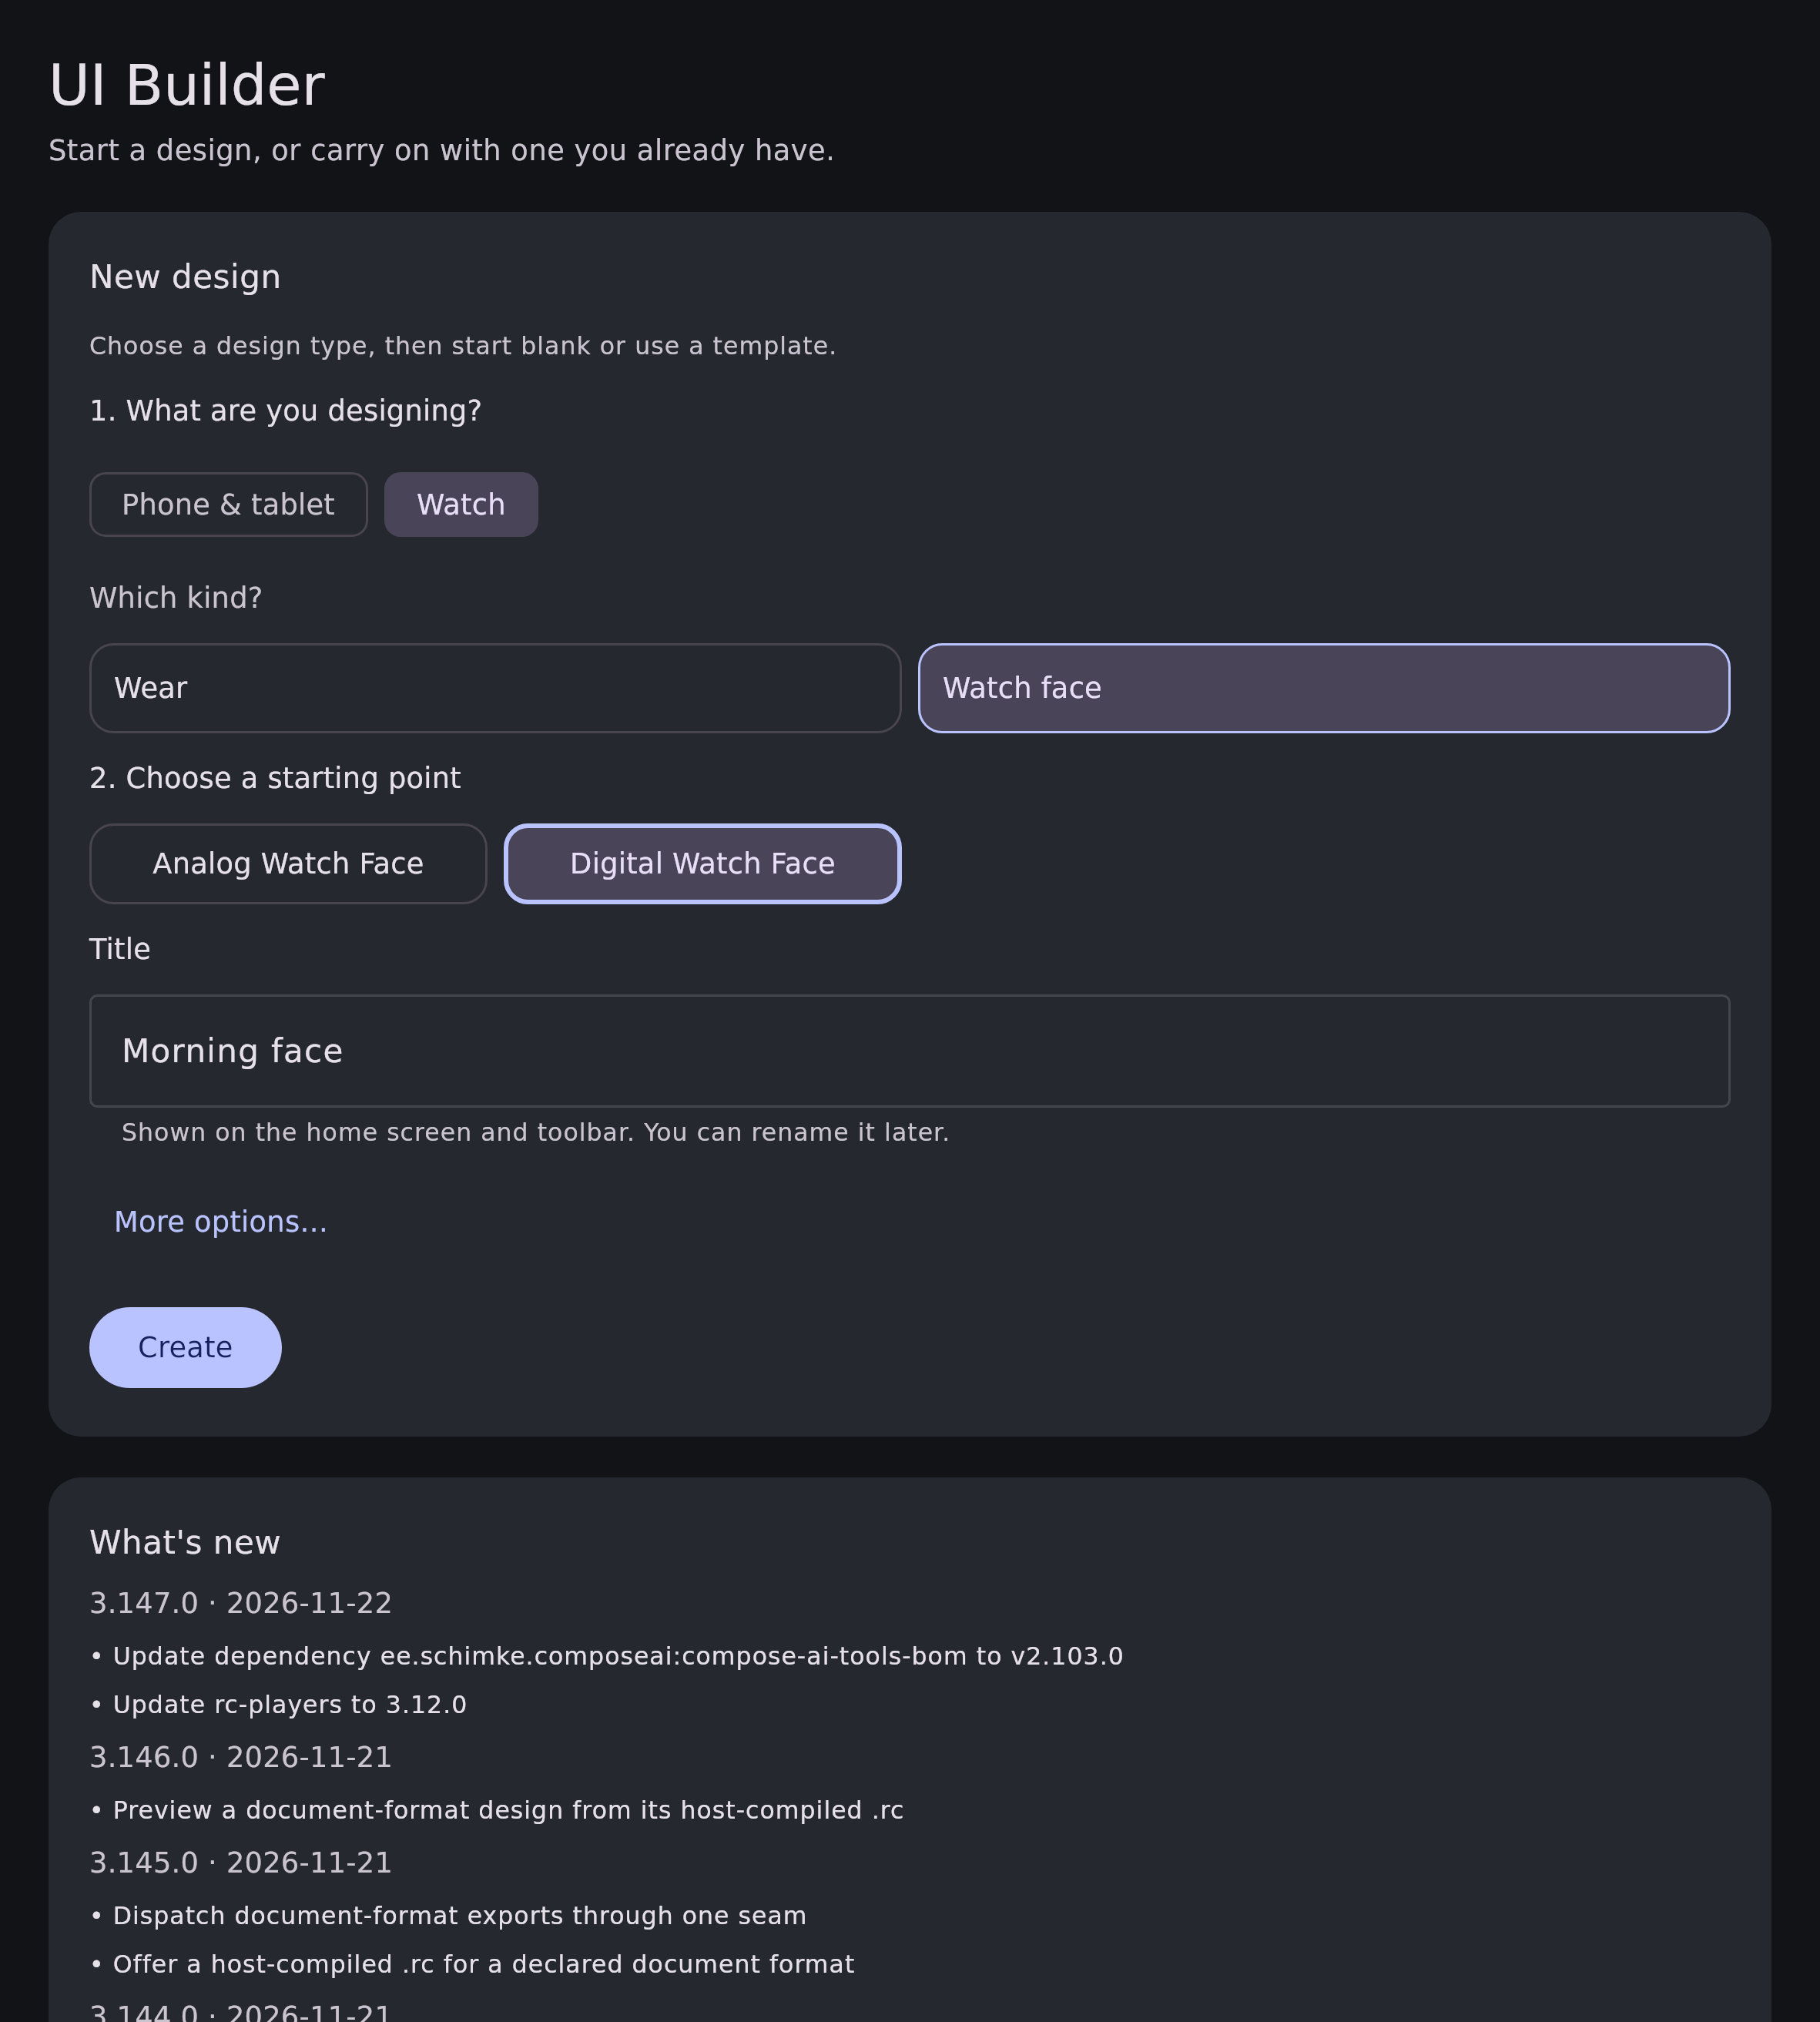 UI Builder
Start a design, or carry on with one you already have.
New design
Choose a design type, then start blank or use a template.
1. What are you designing?
Phone & tablet
Watch
Which kind?
Wear
Watch face
2. Choose a starting point
Analog Watch Face
Digital Watch Face
Title
Morning face
Shown on the home screen and toolbar. You can rename it later.
More options...
Create
What's new
3.147.0 · 2026-11-22
• Update dependency ee.schimke.composeai:compose-ai-tools-bom to v2.103.0
• Update rc-players to 3.12.0
3.146.0 · 2026-11-21
• Preview a document-format design from its host-compiled .rc
3.145.0 · 2026-11-21
• Dispatch document-format exports through one seam
• Offer a host-compiled .rc for a declared document format
3.144.0 · 2026-11-21